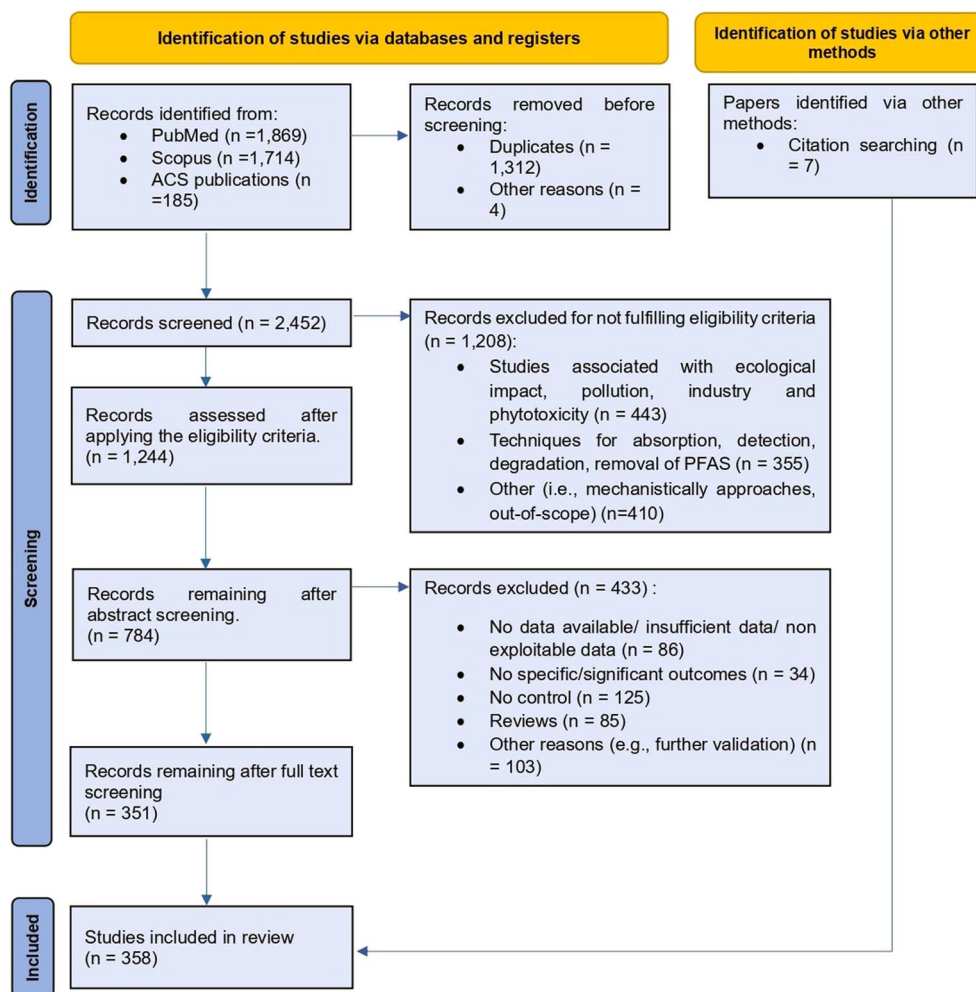 Identification of studies via databases and registers
Identification of studies via other
methods
Identification
Records identified from:
• PubMed (n =1,869)
• Scopus (n =1,714)
• ACS publications (n
=185)
Records removed before
screening:
• Duplicates (n =
1,312)
• Other reasons (n =
4)
Papers identified via other
methods:
• Citation searching (n
= 7)
Screening
Records screened (n = 2,452)
Records excluded for not fulfilling eligibility criteria
(n = 1,208):
• Studies associated with ecological
impact, pollution, industry and
phytotoxicity (n = 443)
• Techniques for absorption, detection,
degradation, removal of PFAS (n = 355)
• Other (i.e., mechanistically approaches,
out-of-scope) (n=410)
Records assessed after
applying the eligibility criteria.
(n = 1,244)
Records remaining after
abstract screening.
(n = 784)
Records excluded (n = 433) :
• No data available/ insufficient data/ non
exploitable data (n = 86)
• No specific/significant outcomes (n = 34)
• No control (n = 125)
• Reviews (n = 85)
• Other reasons (e.g., further validation) (n
= 103)
Records remaining after full text
screening
(n = 351)
Included
Studies included in review
(n = 358)